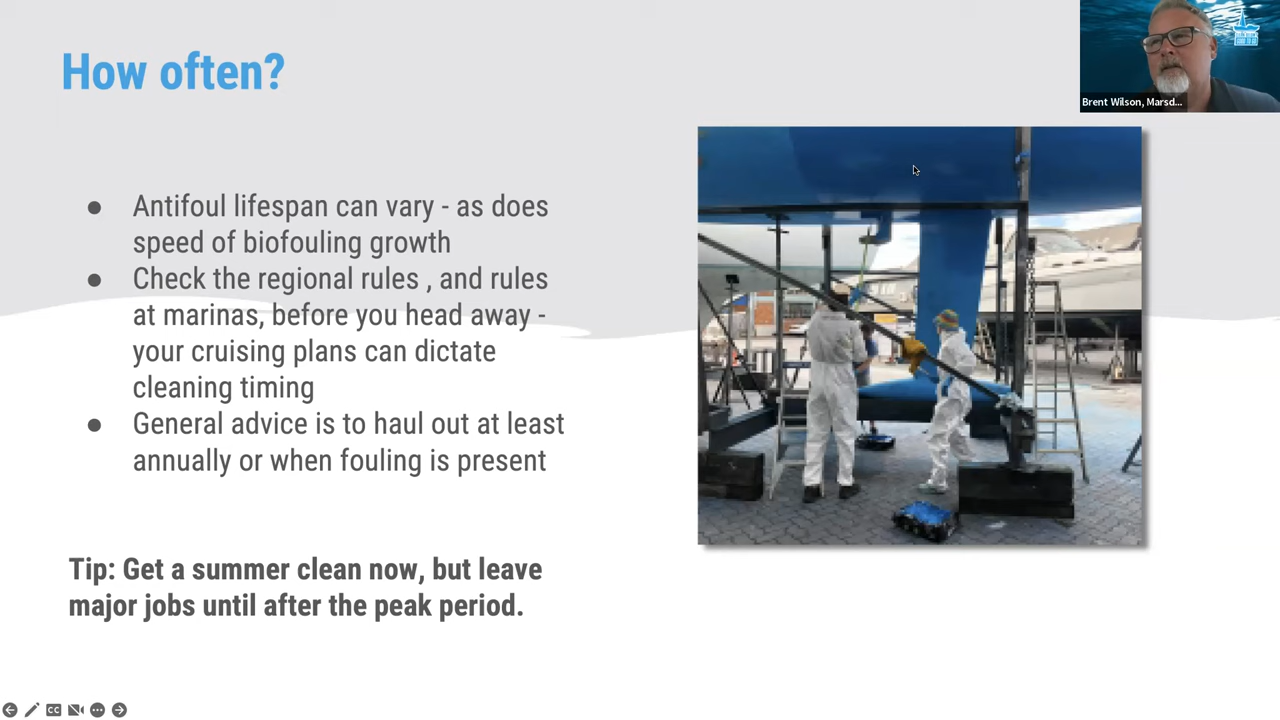 How often?
Brent Wilson, Marsd...
● Antifoul lifespan can vary - as does
speed of biofouling growth
● Check the regional rules , and rules
at marinas, before you head away -
your cruising plans can dictate
cleaning timing
● General advice is to haul out at least
annually or when fouling is present
Tip: Get a summer clean now, but leave
major jobs until after the peak period.
CC